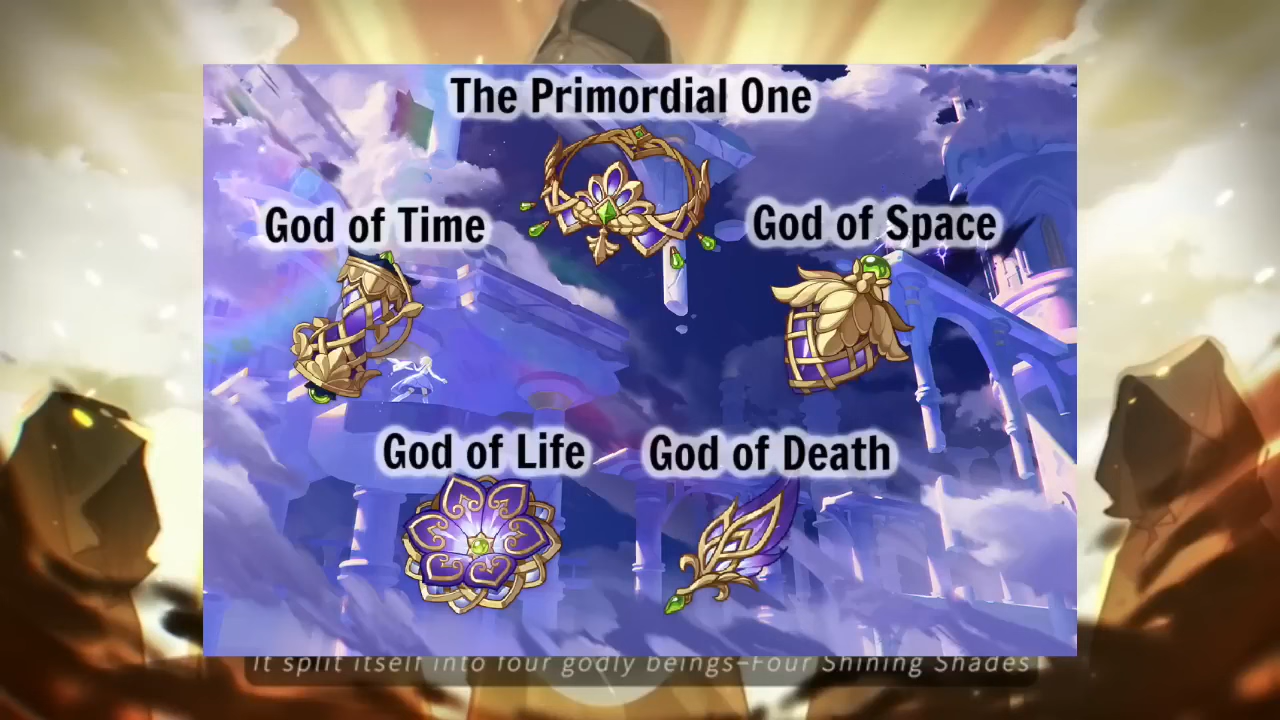 The Primordial One
God of Time
God of Space
God of Life
God of Death
It split itself into four godly beings–Four Shining Shades